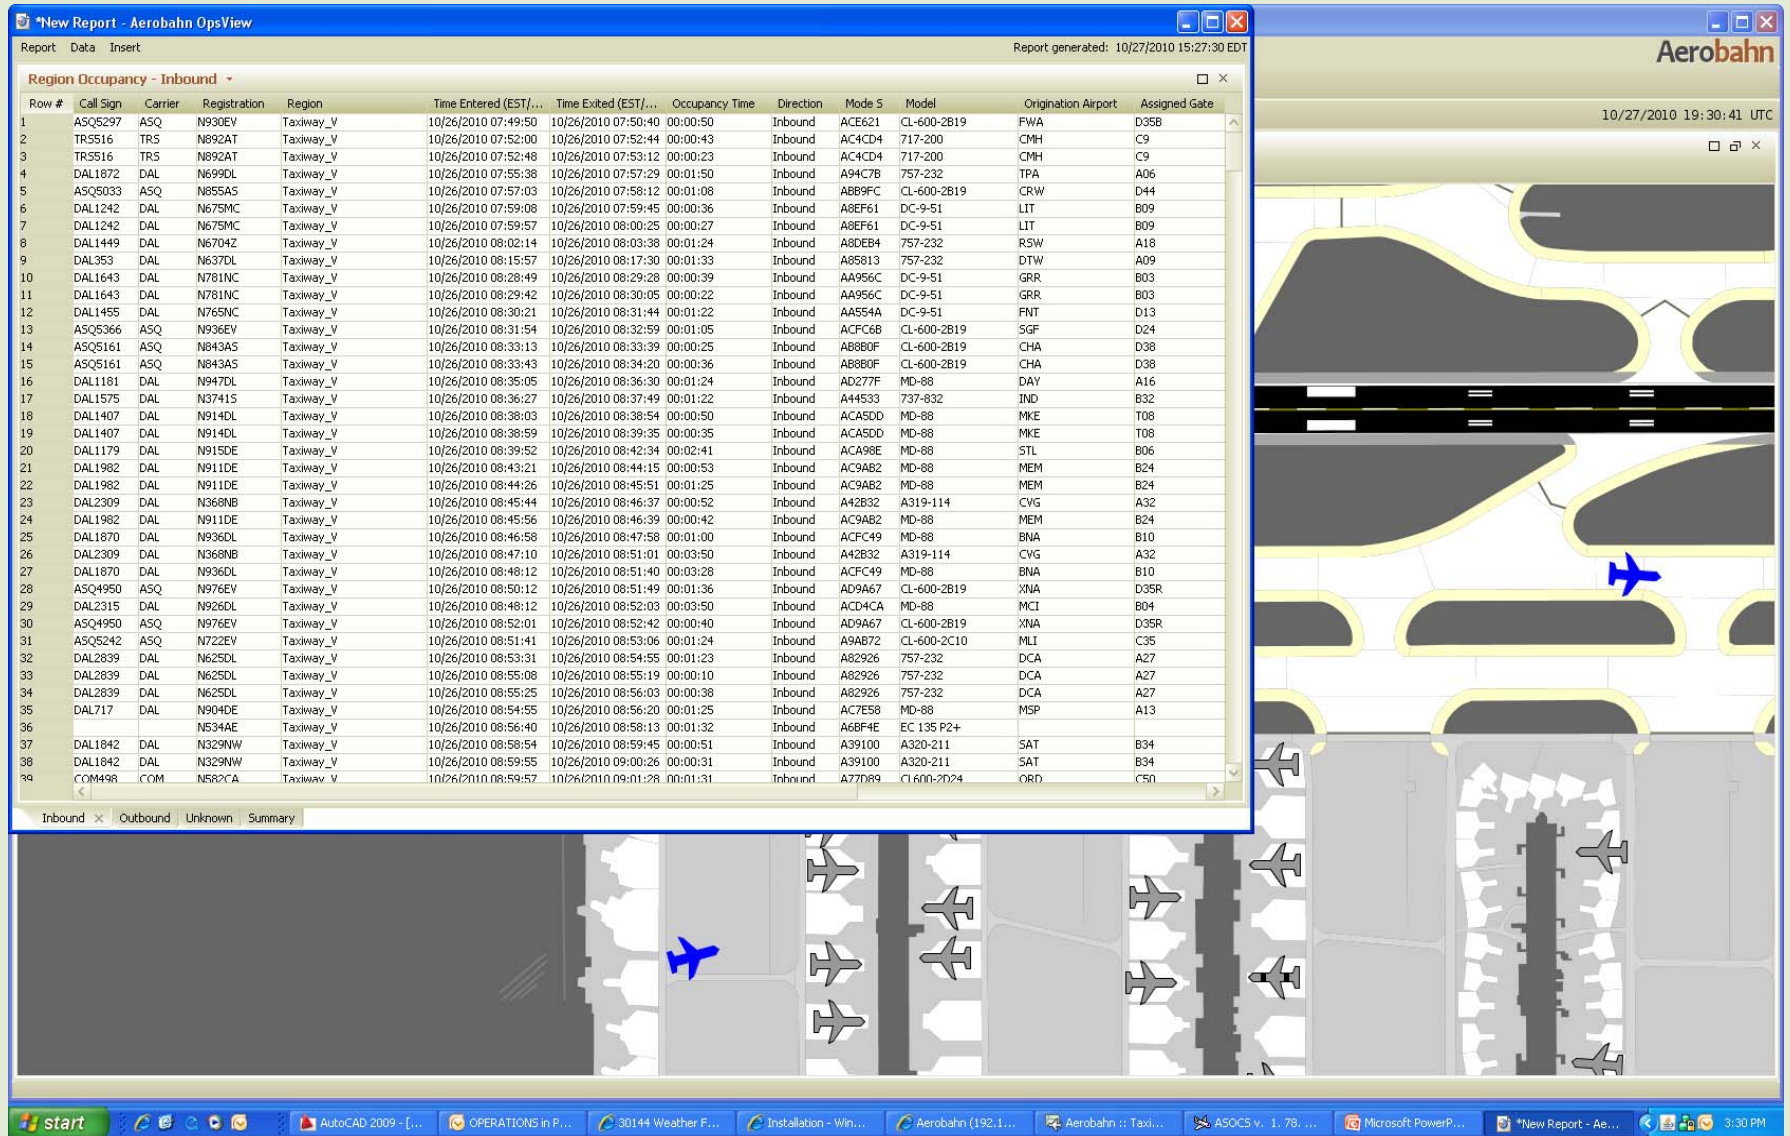 *New Report - Aerobahn OpsView
Report Data Insert Report generated: 10/27/2010 15:27:30 EDT
Aerobahn
10/27/2010 19:30:41 UTC
Region Occupancy - Inbound
Row # Call Sign Carrier Registration Region Time Entered (EST/... Time Exited (EST/... Occupancy Time Direction Mode S Model Origination Airport Assigned Gate
1 ASQ5297 ASQ N930EV Taxiway_V 10/26/2010 07:49:50 10/26/2010 07:50:40 00:00:50 Inbound ACE621 CL-600-2B19 FWA D35B
2 TRS516 TRS N892AT Taxiway_V 10/26/2010 07:52:00 10/26/2010 07:52:44 00:00:43 Inbound AC4CD4 717-200 CMH C9
3 TRS516 TRS N892AT Taxiway_V 10/26/2010 07:52:48 10/26/2010 07:53:12 00:00:23 Inbound AC4CD4 717-200 CMH C9
4 DAL1872 DAL N699DL Taxiway_V 10/26/2010 07:55:38 10/26/2010 07:57:29 00:01:50 Inbound A94C7B 757-232 TPA A06
5 ASQ5033 ASQ N855AS Taxiway_V 10/26/2010 07:57:03 10/26/2010 07:58:12 00:01:08 Inbound ABB9FC CL-600-2B19 CRW D44
6 DAL1242 DAL N675MC Taxiway_V 10/26/2010 07:59:08 10/26/2010 07:59:45 00:00:36 Inbound A8EF61 DC-9-51 LIT B09
7 DAL1242 DAL N675MC Taxiway_V 10/26/2010 07:59:57 10/26/2010 08:00:25 00:00:27 Inbound A8EF61 DC-9-51 LIT B09
8 DAL1449 DAL N6704Z Taxiway_V 10/26/2010 08:02:14 10/26/2010 08:03:38 00:01:24 Inbound A8DEB4 757-232 RSW A18
9 DAL353 DAL N637DL Taxiway_V 10/26/2010 08:15:57 10/26/2010 08:17:30 00:01:33 Inbound A85813 757-232 DTW A09
10 DAL1643 DAL N781NC Taxiway_V 10/26/2010 08:28:49 10/26/2010 08:29:28 00:00:39 Inbound AA956C DC-9-51 GRR B03
11 DAL1643 DAL N781NC Taxiway_V 10/26/2010 08:29:42 10/26/2010 08:30:05 00:00:22 Inbound AA956C DC-9-51 GRR B03
12 DAL1455 DAL N765NC Taxiway_V 10/26/2010 08:30:21 10/26/2010 08:31:44 00:01:22 Inbound AA554A DC-9-51 FNT D13
13 ASQ5366 ASQ N936EV Taxiway_V 10/26/2010 08:31:54 10/26/2010 08:32:59 00:01:05 Inbound ACFC6B CL-600-2B19 SGF D24
14 ASQ5161 ASQ N843AS Taxiway_V 10/26/2010 08:33:13 10/26/2010 08:33:39 00:00:25 Inbound AB8B0F CL-600-2B19 CHA D38
15 ASQ5161 ASQ N843AS Taxiway_V 10/26/2010 08:33:43 10/26/2010 08:34:20 00:00:36 Inbound AB8B0F CL-600-2B19 CHA D38
16 DAL1181 DAL N947DL Taxiway_V 10/26/2010 08:35:05 10/26/2010 08:36:30 00:01:24 Inbound AD277F MD-88 DAY A16
17 DAL1575 DAL N3741S Taxiway_V 10/26/2010 08:36:27 10/26/2010 08:37:49 00:01:22 Inbound A44533 737-832 IND B32
18 DAL1407 DAL N914DL Taxiway_V 10/26/2010 08:38:03 10/26/2010 08:38:54 00:00:50 Inbound ACA5DD MD-88 MKE T08
19 DAL1407 DAL N914DL Taxiway_V 10/26/2010 08:38:59 10/26/2010 08:39:35 00:00:35 Inbound ACA5DD MD-88 MKE T08
20 DAL1179 DAL N915DE Taxiway_V 10/26/2010 08:39:52 10/26/2010 08:42:34 00:02:41 Inbound ACA98E MD-88 STL B06
21 DAL1982 DAL N911DE Taxiway_V 10/26/2010 08:43:21 10/26/2010 08:44:15 00:00:53 Inbound AC9AB2 MD-88 MEM B24
22 DAL1982 DAL N911DE Taxiway_V 10/26/2010 08:44:26 10/26/2010 08:45:51 00:01:25 Inbound AC9AB2 MD-88 MEM B24
23 DAL2309 DAL N368NB Taxiway_V 10/26/2010 08:45:44 10/26/2010 08:46:37 00:00:52 Inbound A42B32 A319-114 CVG A32
24 DAL1982 DAL N911DE Taxiway_V 10/26/2010 08:45:56 10/26/2010 08:46:39 00:00:42 Inbound AC9AB2 MD-88 MEM B24
25 DAL1870 DAL N936DL Taxiway_V 10/26/2010 08:46:58 10/26/2010 08:47:58 00:01:00 Inbound ACFC49 MD-88 BNA B10
26 DAL2309 DAL N368NB Taxiway_V 10/26/2010 08:47:10 10/26/2010 08:51:01 00:03:50 Inbound A42B32 A319-114 CVG A32
27 DAL1870 DAL N936DL Taxiway_V 10/26/2010 08:48:12 10/26/2010 08:51:40 00:03:28 Inbound ACFC49 MD-88 BNA B10
28 ASQ4950 ASQ N976EV Taxiway_V 10/26/2010 08:50:12 10/26/2010 08:51:49 00:01:36 Inbound AD9A67 CL-600-2B19 XNA D35R
29 DAL2315 DAL N926DL Taxiway_V 10/26/2010 08:48:12 10/26/2010 08:52:03 00:03:50 Inbound ACD4CA MD-88 MCI B04
30 ASQ4950 ASQ N976EV Taxiway_V 10/26/2010 08:52:01 10/26/2010 08:52:42 00:00:40 Inbound AD9A67 CL-600-2B19 XNA D35R
31 ASQ5242 ASQ N722EV Taxiway_V 10/26/2010 08:51:41 10/26/2010 08:53:06 00:01:24 Inbound A9AB72 CL-600-2C10 MLI C35
32 DAL2839 DAL N625DL Taxiway_V 10/26/2010 08:53:31 10/26/2010 08:54:55 00:01:23 Inbound A82926 757-232 DCA A27
33 DAL2839 DAL N625DL Taxiway_V 10/26/2010 08:55:08 10/26/2010 08:55:19 00:00:10 Inbound A82926 757-232 DCA A27
34 DAL2839 DAL N625DL Taxiway_V 10/26/2010 08:55:25 10/26/2010 08:56:03 00:00:38 Inbound A82926 757-232 DCA A27
35 DAL717 DAL N904DE Taxiway_V 10/26/2010 08:54:55 10/26/2010 08:56:20 00:01:25 Inbound AC7E58 MD-88 MSP A13
36 N534AE Taxiway_V 10/26/2010 08:56:40 10/26/2010 08:58:13 00:01:32 Inbound A6BF4E EC 135 P2+
37 DAL1842 DAL N329NW Taxiway_V 10/26/2010 08:58:54 10/26/2010 08:59:45 00:00:51 Inbound A39100 A320-211 SAT B34
38 DAL1842 DAL N329NW Taxiway_V 10/26/2010 08:59:55 10/26/2010 09:00:26 00:00:31 Inbound A39100 A320-211 SAT B34
39 COM498 COM N582CA Taxiway_V 10/26/2010 08:59:57 10/26/2010 09:01:28 00:01:31 Inbound A77D89 CL600-2D24 ORD C50
Inbound Outbound Unknown Summary
start AutoCAD 2009 - [... OPERATIONS in P... 30144 Weather F... Installation - Win... Aerobahn (192.1... Aerobahn :: Taxi... ASOCS v. 1. 78. ... Microsoft PowerP... *New Report - Ae... 3:30 PM